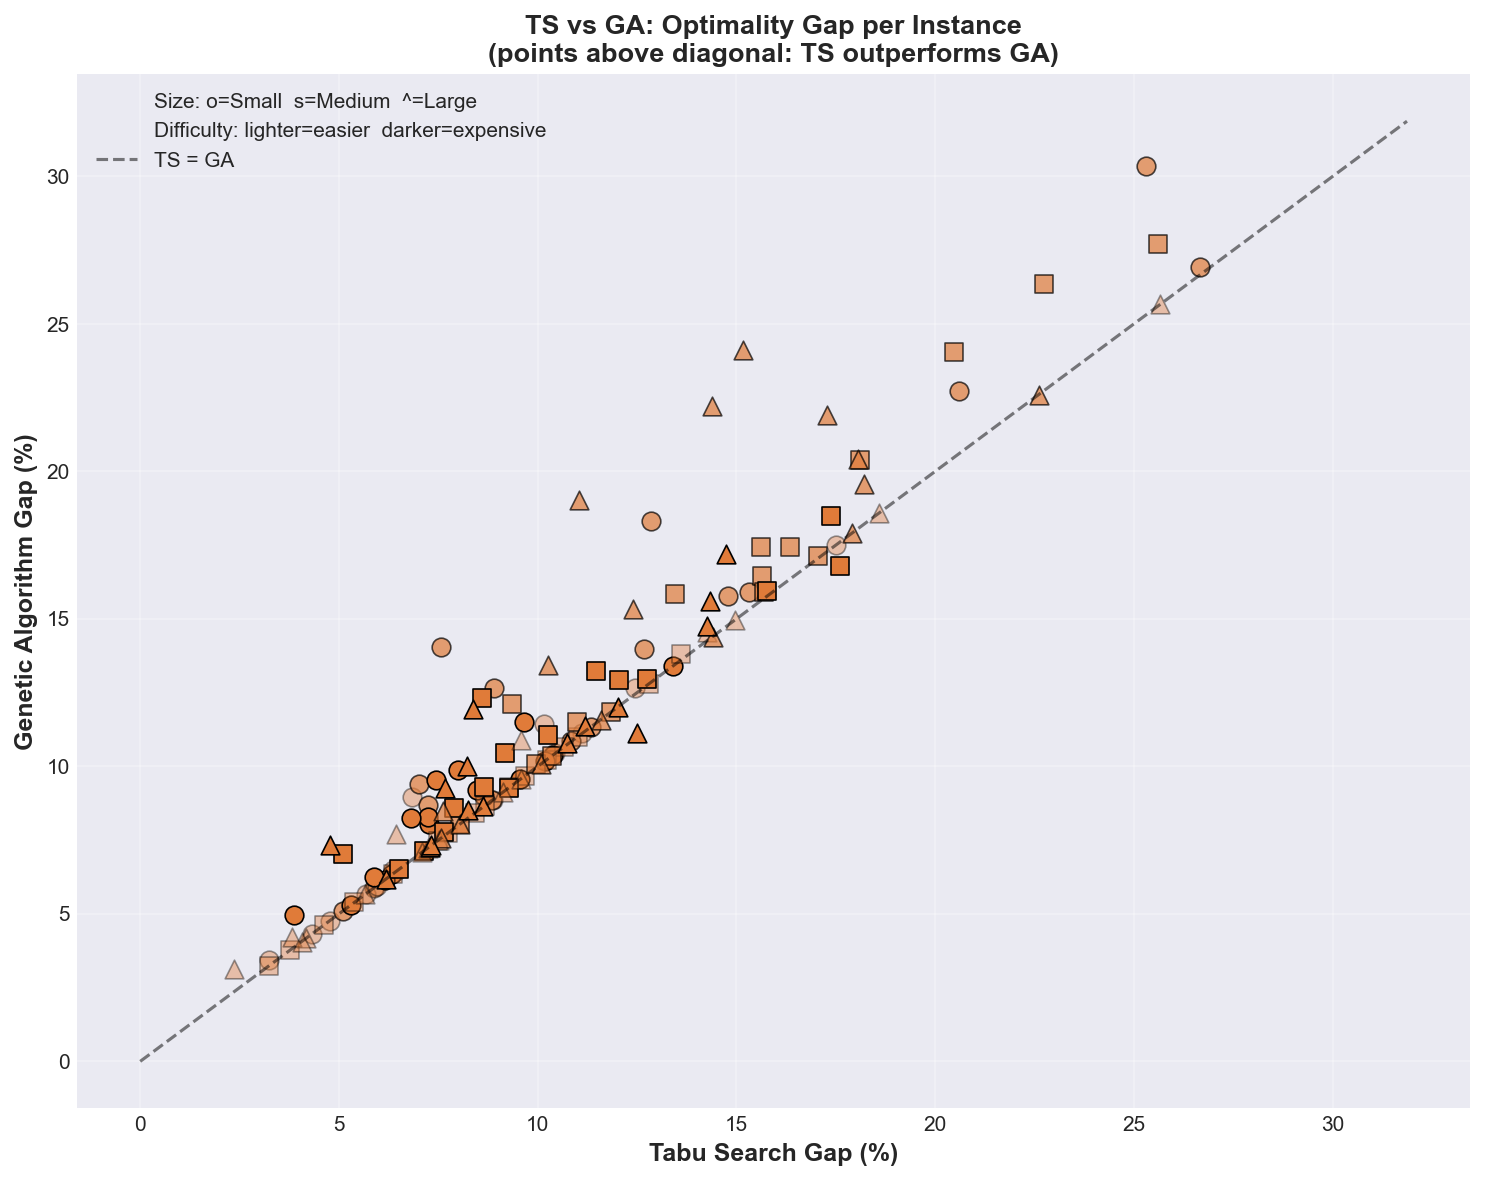 TS vs GA: Optimality Gap per Instance
(points above diagonal: TS outperforms GA)
Size: o=Small  s=Medium  ^=Large
Difficulty: lighter=easier  darker=expensive
TS = GA
Genetic Algorithm Gap (%)
30
25
20
15
10
5
0
0 5 10 15 20 25 30
Tabu Search Gap (%)